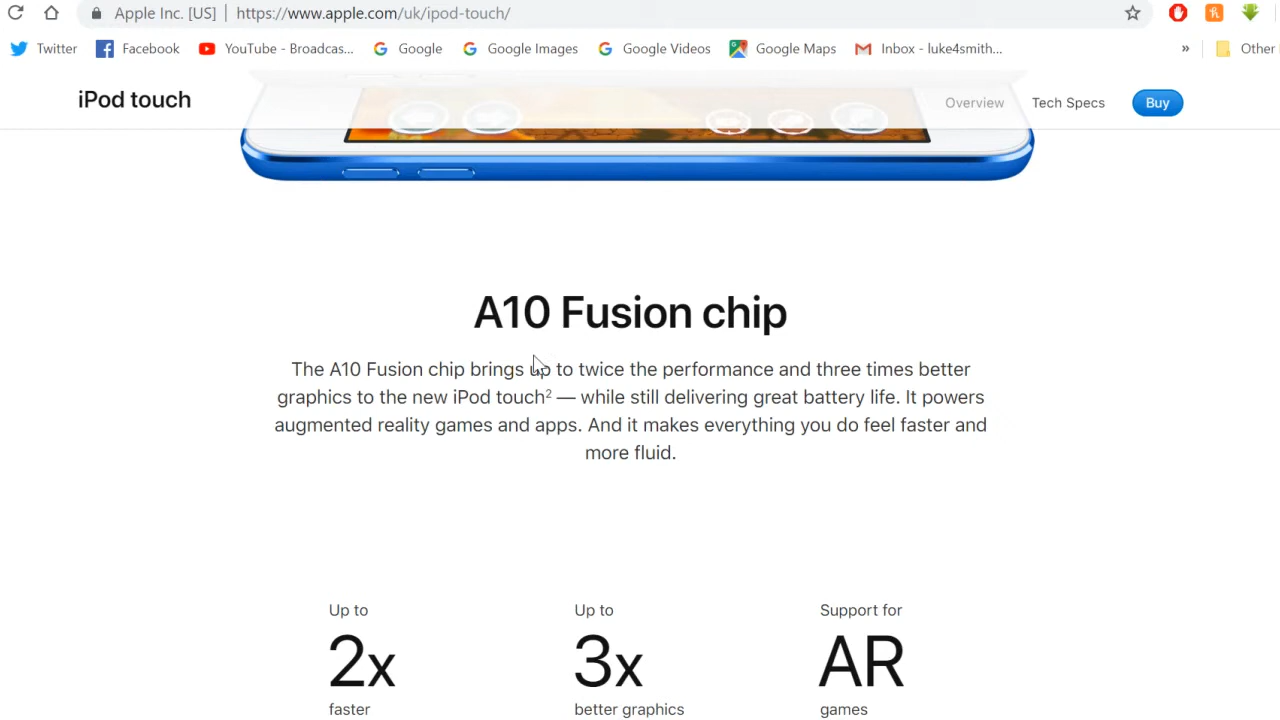 Apple Inc. [US] | https://www.apple.com/uk/ipod-touch/
Twitter Facebook YouTube - Broadcas... Google Google Images Google Videos Google Maps Inbox - luke4smith... » Other
iPod touch Overview Tech Specs Buy
A10 Fusion chip
The A10 Fusion chip brings up to twice the performance and three times better
graphics to the new iPod touch² — while still delivering great battery life. It powers
augmented reality games and apps. And it makes everything you do feel faster and
more fluid.
Up to Up to Support for
2x 3x AR
faster better graphics games